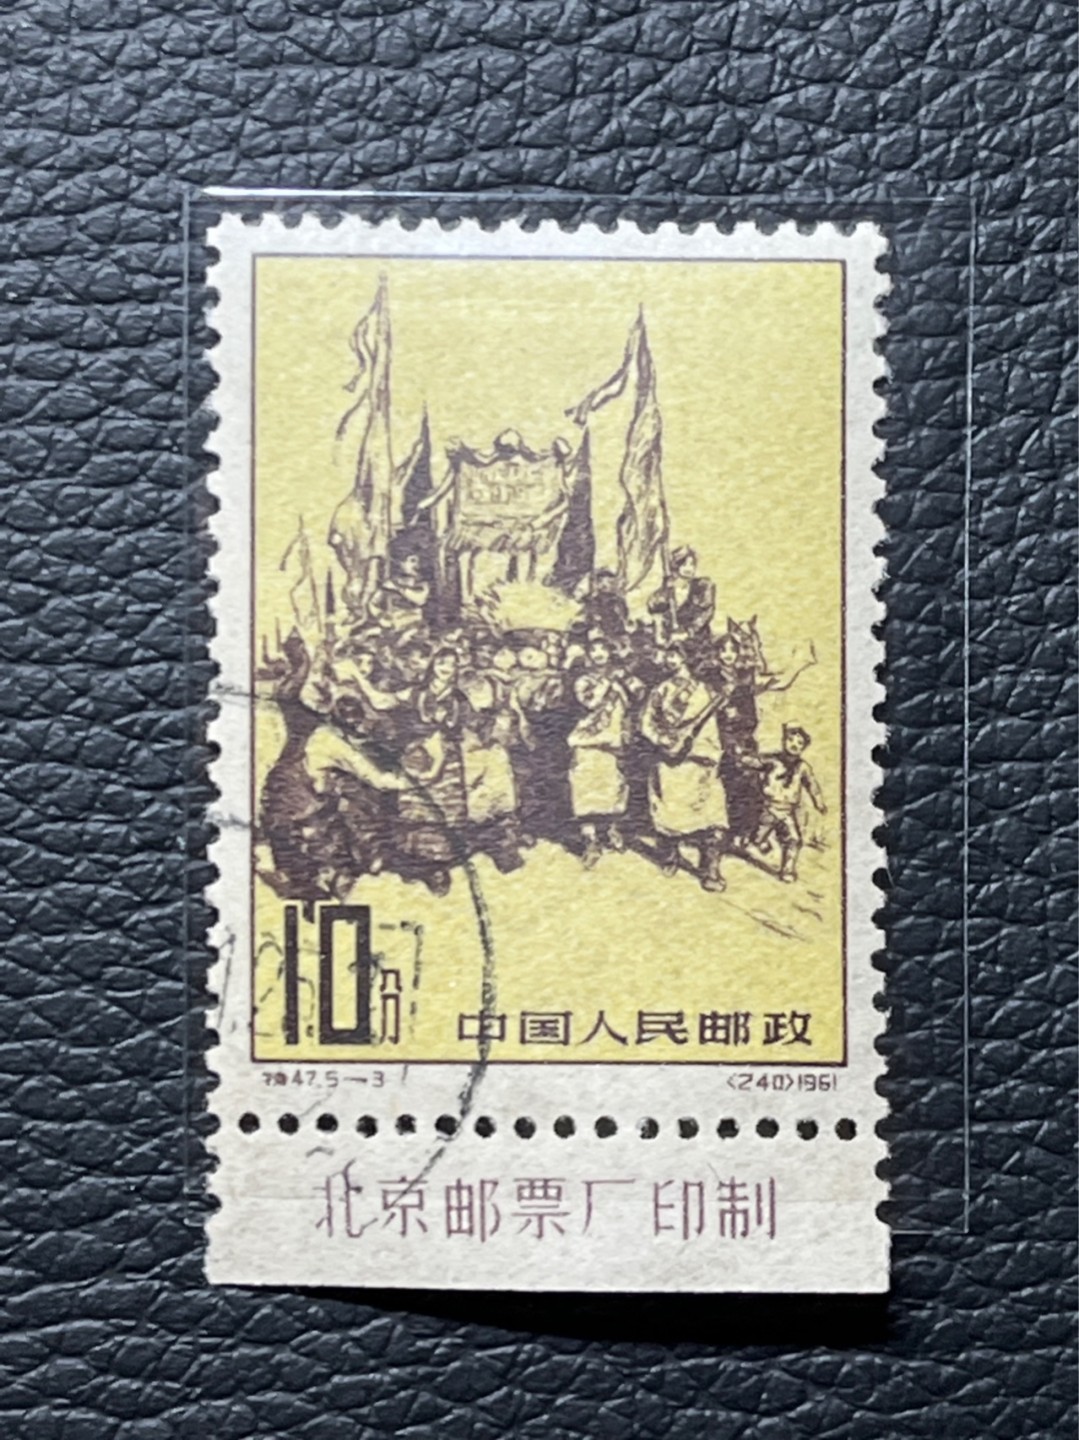 10分
中国人民邮政
特47.5-3
(240)1961
北京邮票厂印制